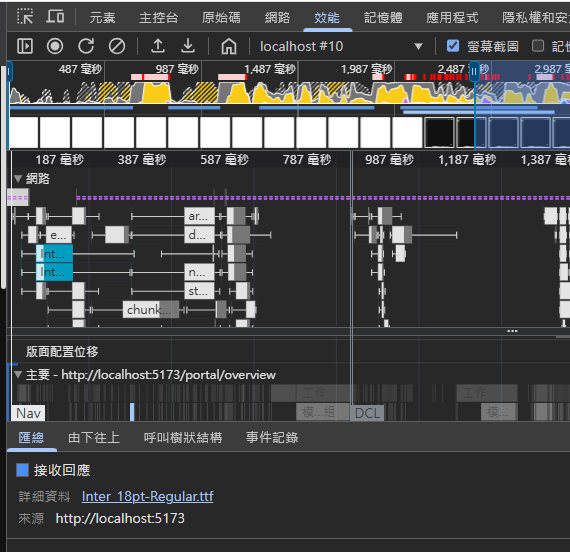 元素 主控台 原始碼 網路 效能 記憶體 應用程式 隱私權和安
localhost #10 螢幕截圖 記憶
487 毫秒 987 毫秒 1,487 毫秒 1,987 毫秒 2,487 毫秒 2,987 毫秒
187 毫秒 387 毫秒 587 毫秒 787 毫秒 987 毫秒 1,187 毫秒 1,387 毫秒
網路
ar...
e... d...
Int...
Int... n...
st...
chunk...
...
版面配置位移
主要 - http://localhost:5173/portal/overview
工作 工作
Nav 模...組 DCL 模...
匯總 由下往上 呼叫樹狀結構 事件記錄
接收回應
詳細資料 Inter_18pt-Regular.ttf
來源 http://localhost:5173